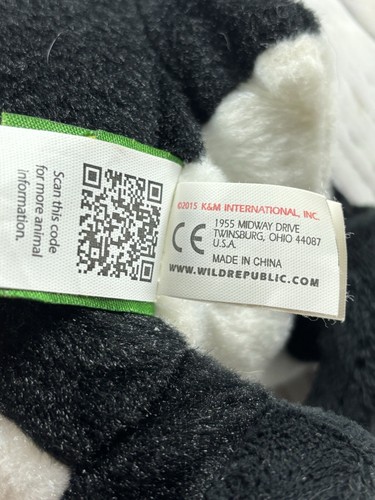 Scan this code
for more animal
information.
©2015 K&M INTERNATIONAL, INC.
1955 MIDWAY DRIVE
TWINSBURG, OHIO 44087
U.S.A.
CE
MADE IN CHINA
WWW.WILDREPUBLIC.COM